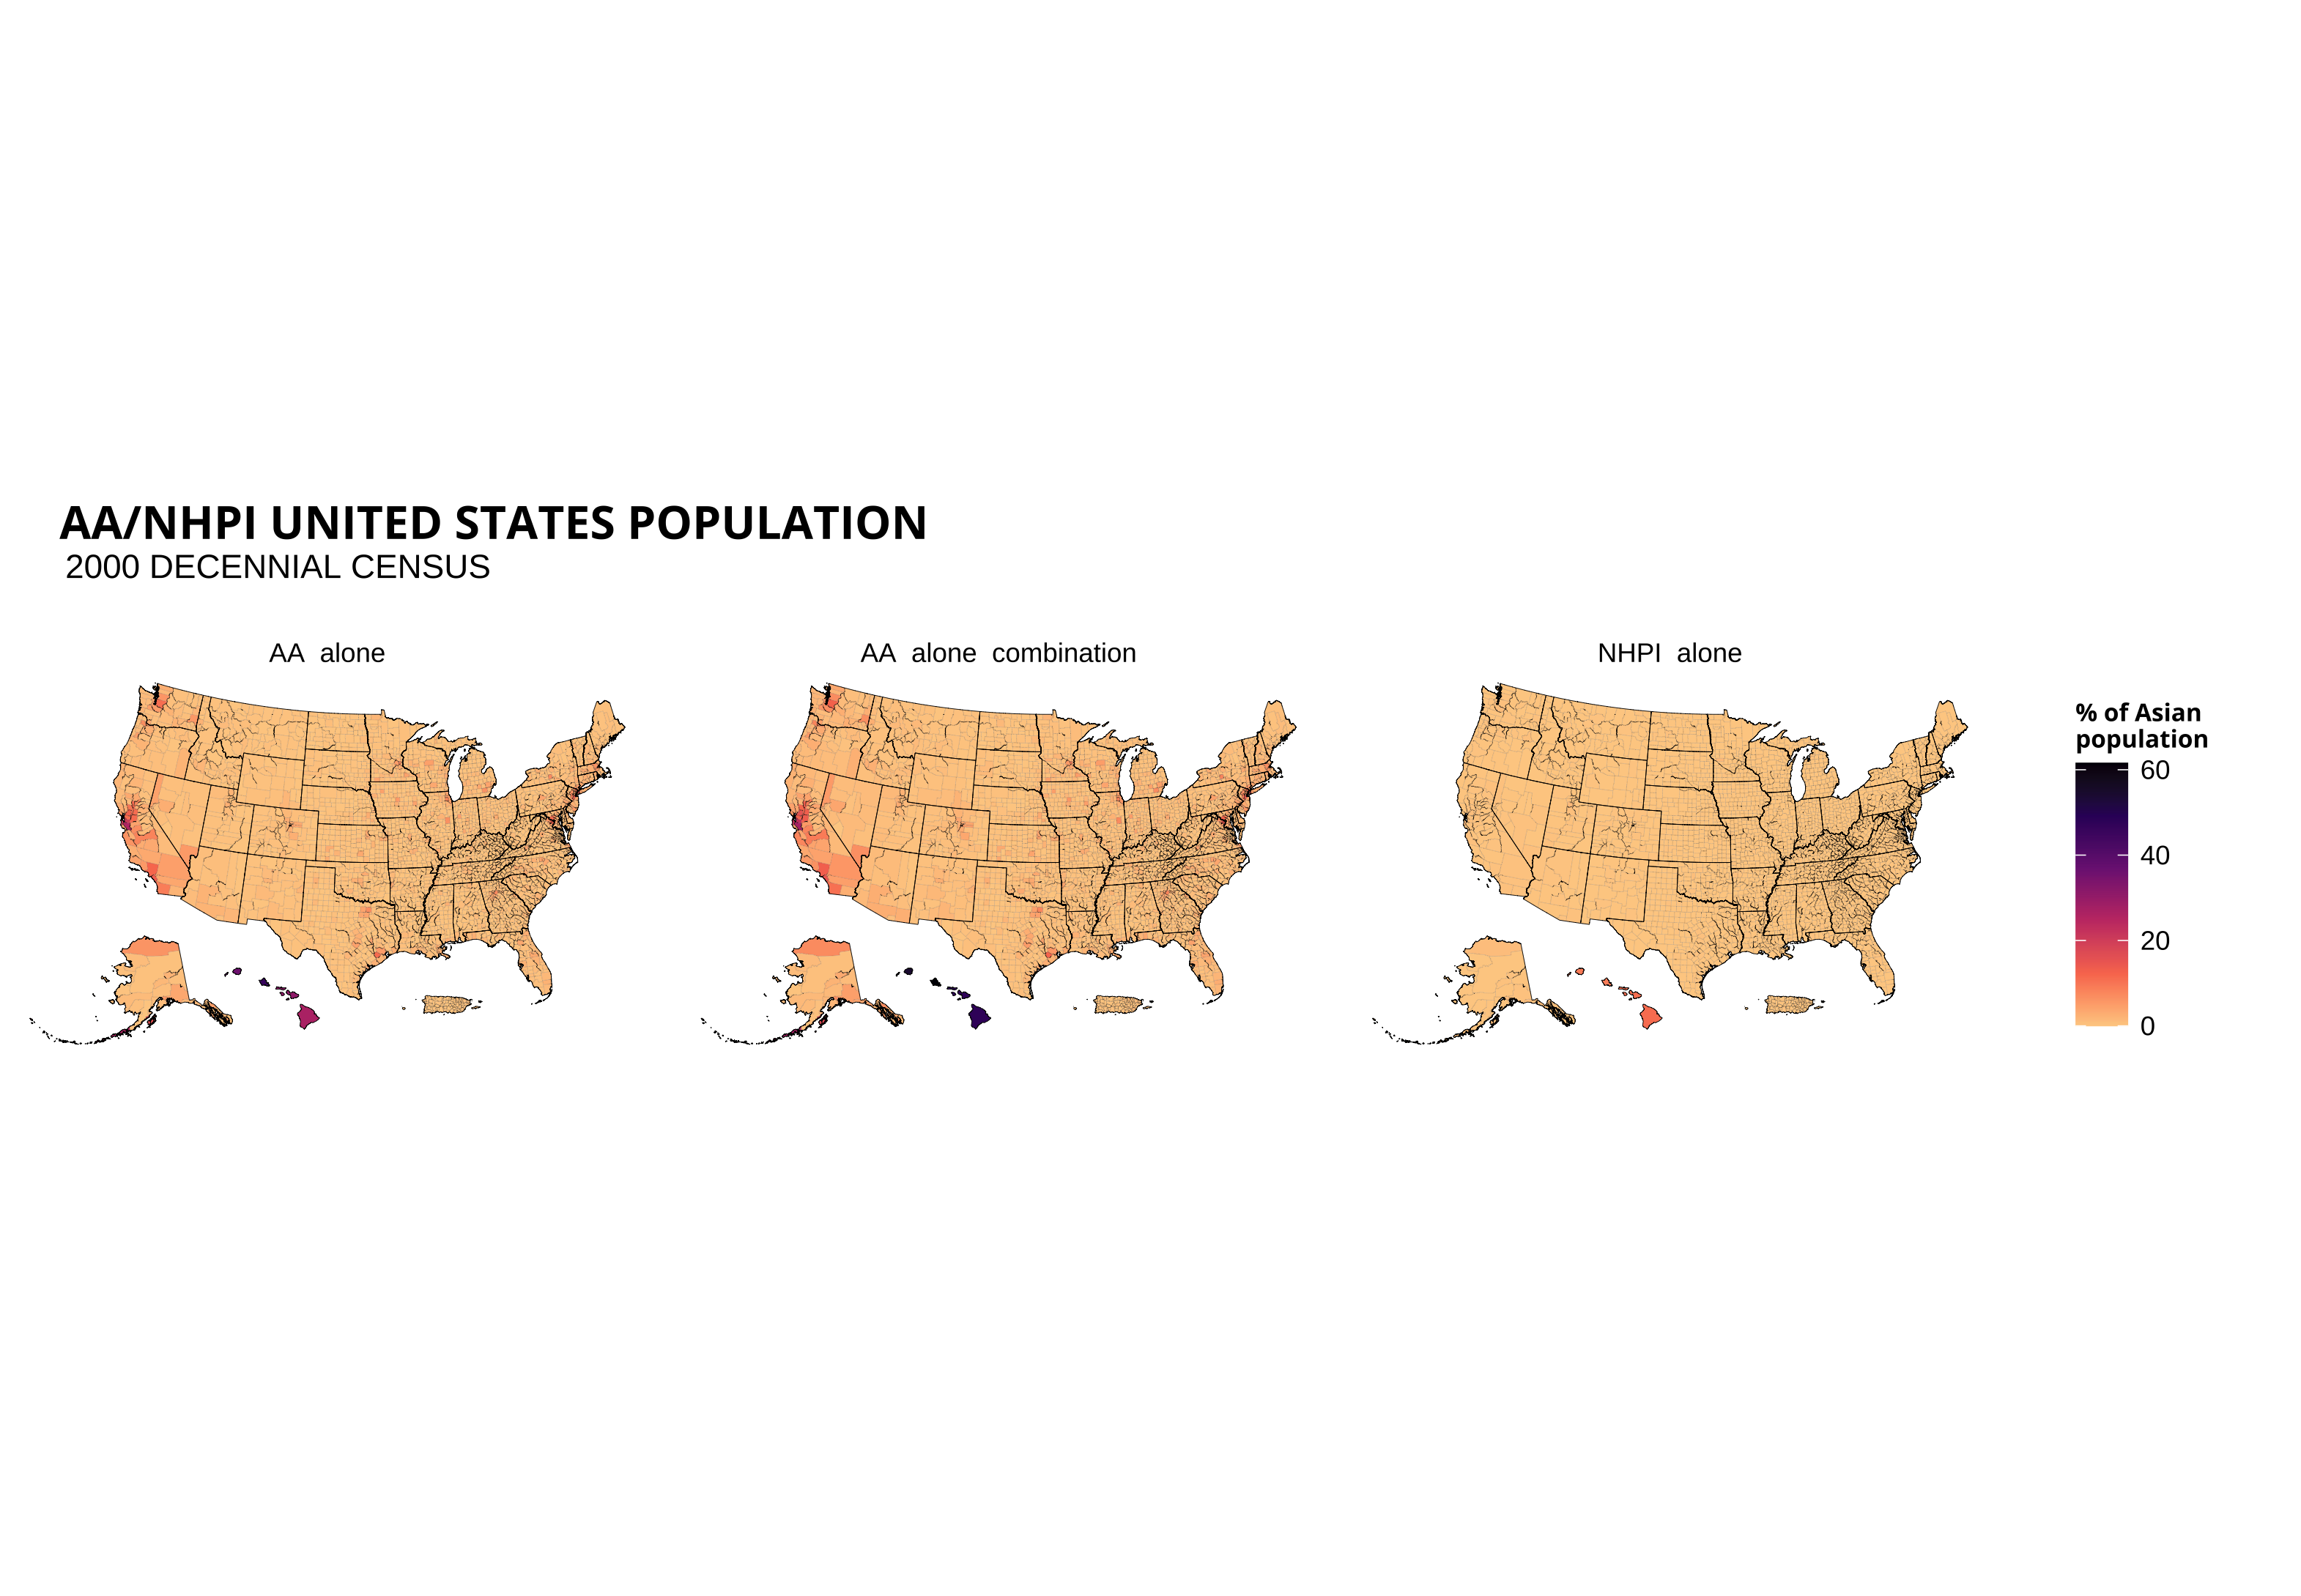 AA/NHPI UNITED STATES POPULATION
2000 DECENNIAL CENSUS
AA alone
AA alone combination
NHPI alone
% of Asian
population
60
40
20
0